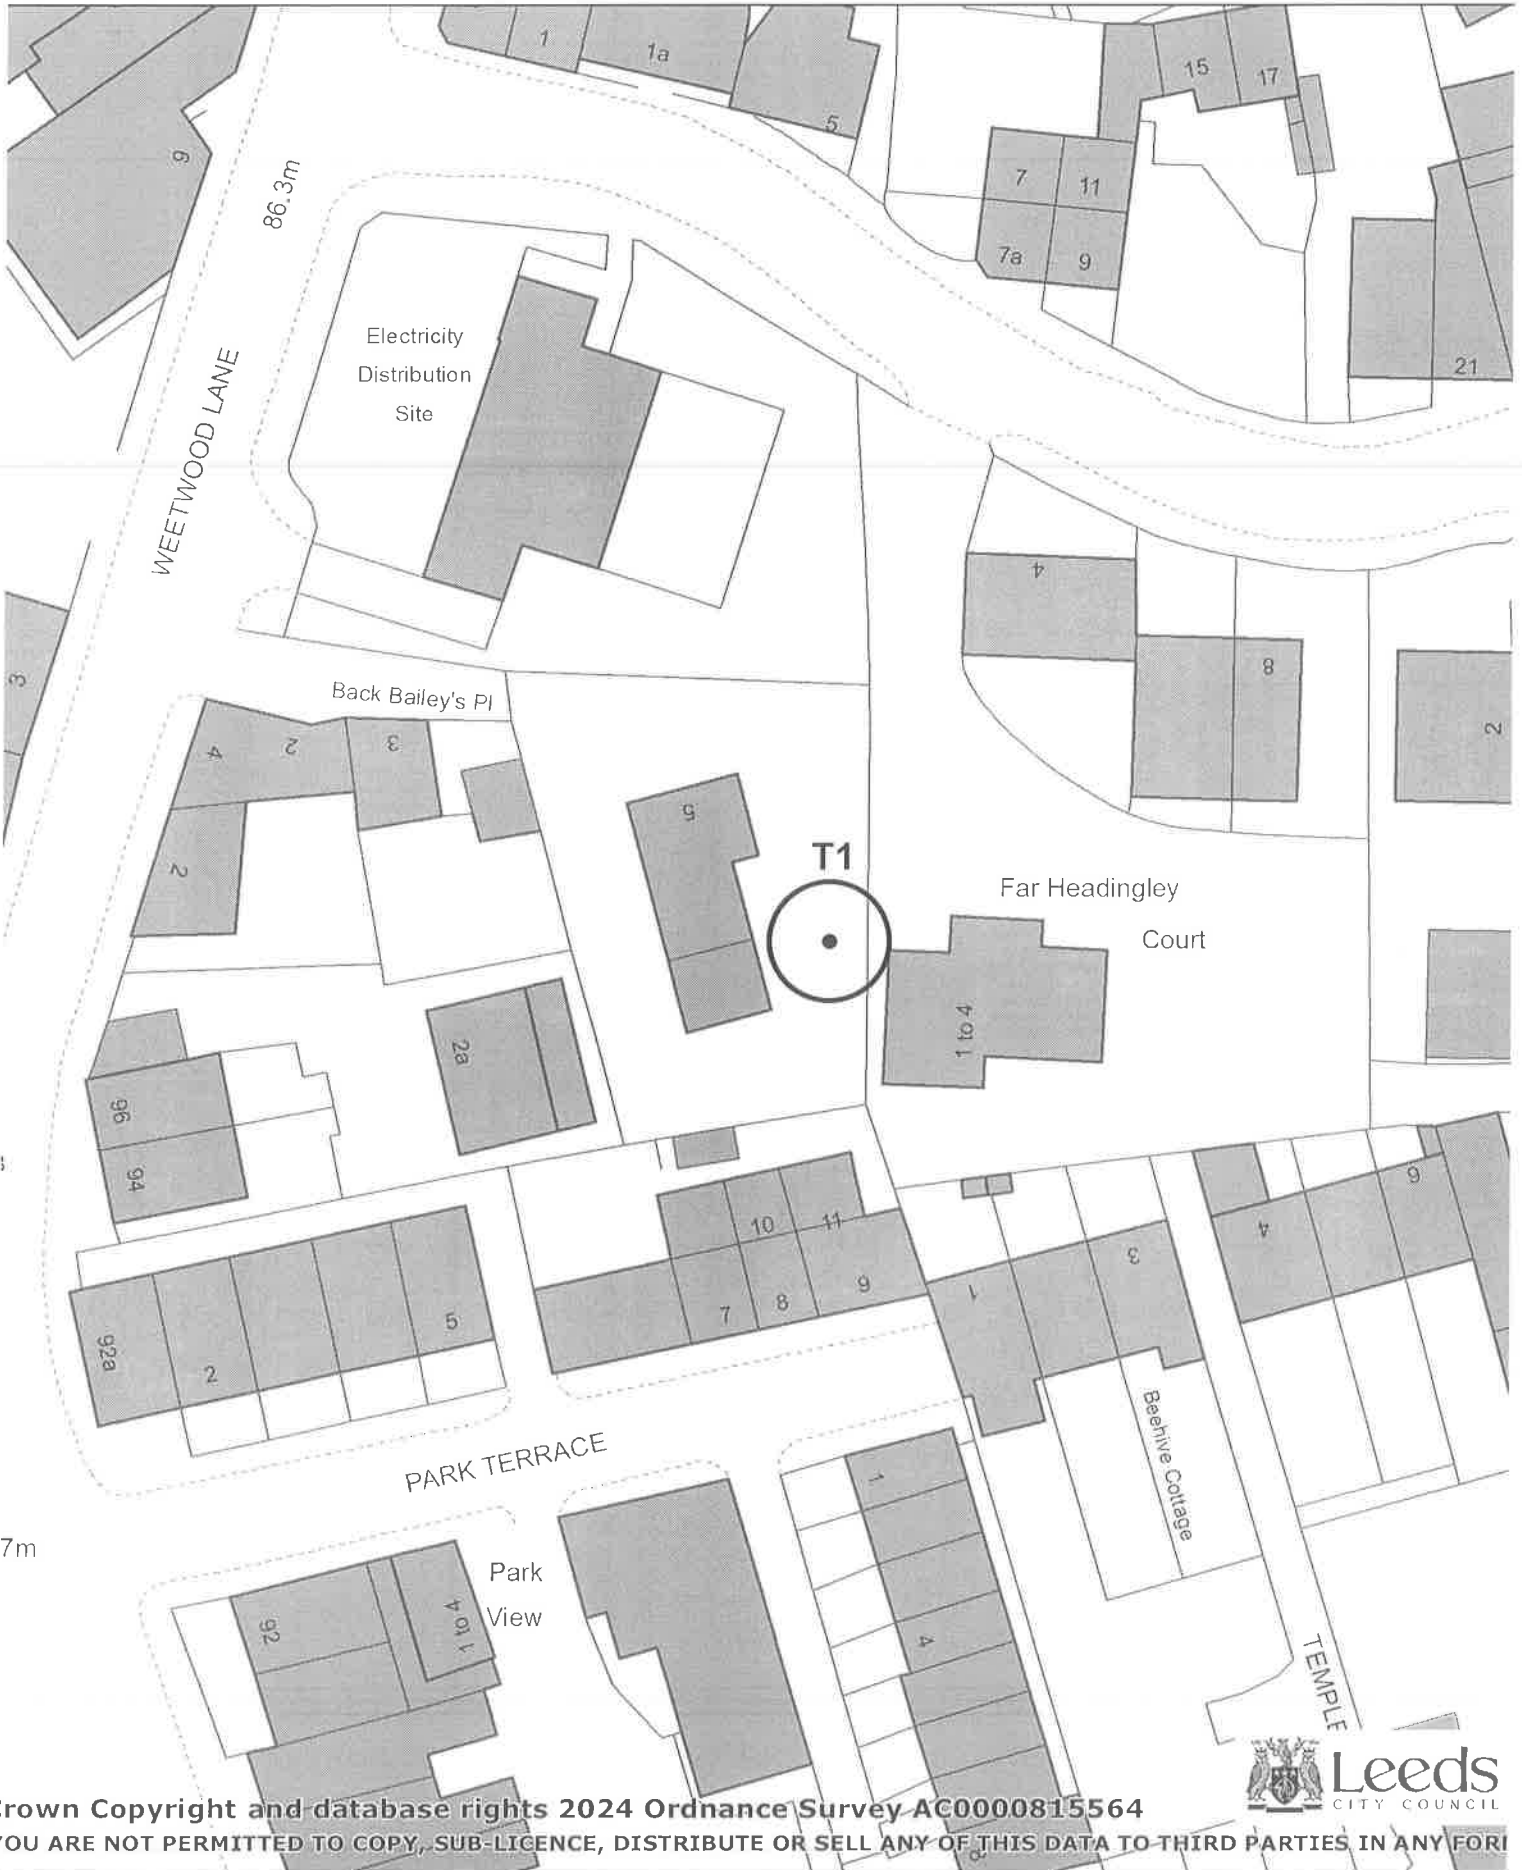 1
1a
5
15
17
6
86.3m
7
11
7a
9
21
Electricity
Distribution
Site
WEETWOOD LANE
4
8
2
3
Back Bailey's Pl
4
2
3
2
5
T1
Far Headingley
Court
1 to 4
2a
96
94
10
11
7
8
9
5
2
92a
1
3
4
6
PARK TERRACE
Beehive Cottage
1
4
7m
Park
View
92
1 to 4
TEMPLE
Leeds
CITY COUNCIL
Crown Copyright and database rights 2024 Ordnance Survey AC0000815564
YOU ARE NOT PERMITTED TO COPY, SUB-LICENCE, DISTRIBUTE OR SELL ANY OF THIS DATA TO THIRD PARTIES IN ANY FORM